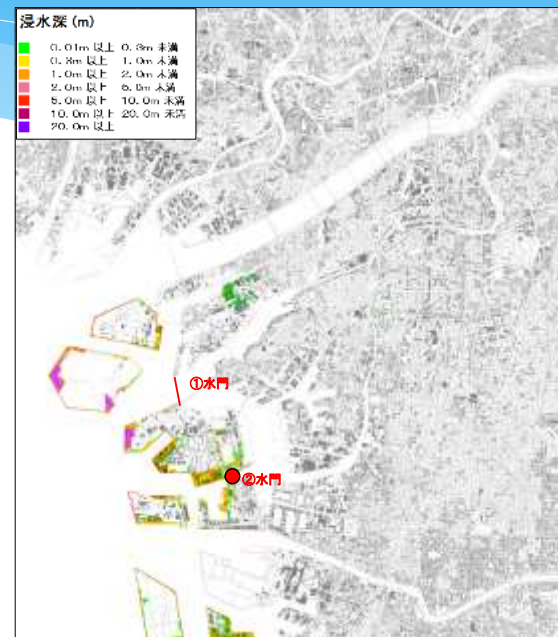 浸水深(m)
0.01m 以上 0.3m 未満
0.3m 以上 1.0m 未満
1.0m 以上 2.0m 未満
2.0m 以上 5.0m 未満
5.0m 以上 10.0m 未満
10.0m 以上 20.0m 未満
20.0m 以上
①水門
②水門